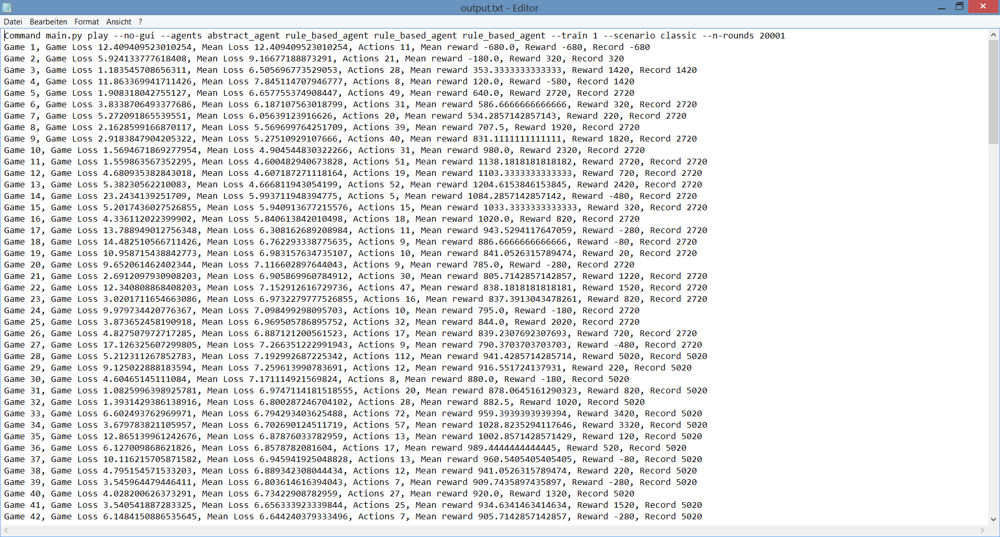 output.txt - Editor
Datei Bearbeiten Format Ansicht ?
Command main.py play --no-gui --agents abstract_agent rule_based_agent rule_based_agent rule_based_agent --train 1 --scenario classic --n-rounds 20001
Game 1, Game Loss 12.409409523010254, Mean Loss 12.409409523010254, Actions 11, Mean reward -680.0, Reward -680, Record -680
Game 2, Game Loss 5.924133777618408, Mean Loss 9.16677188873291, Actions 21, Mean reward -180.0, Reward 320, Record 320
Game 3, Game Loss 1.183545708656311, Mean Loss 6.505696773529053, Actions 28, Mean reward 353.3333333333333, Reward 1420, Record 1420
Game 4, Game Loss 11.863369941711426, Mean Loss 7.845114707946777, Actions 8, Mean reward 120.0, Reward -580, Record 1420
Game 5, Game Loss 1.908318042755127, Mean Loss 6.657755374908447, Actions 49, Mean reward 640.0, Reward 2720, Record 2720
Game 6, Game Loss 3.8338706493377686, Mean Loss 6.187107563018799, Actions 31, Mean reward 586.6666666666666, Reward 320, Record 2720
Game 7, Game Loss 5.272091865539551, Mean Loss 6.05639123916626, Actions 20, Mean reward 534.2857142857143, Reward 220, Record 2720
Game 8, Game Loss 2.1628599166870117, Mean Loss 5.569699764251709, Actions 39, Mean reward 707.5, Reward 1920, Record 2720
Game 9, Game Loss 2.9183847904205322, Mean Loss 5.27510929107666, Actions 40, Mean reward 831.1111111111111, Reward 1820, Record 2720
Game 10, Game Loss 1.5694671869277954, Mean Loss 4.904544830322266, Actions 31, Mean reward 980.0, Reward 2320, Record 2720
Game 11, Game Loss 1.559863567352295, Mean Loss 4.600482940673828, Actions 51, Mean reward 1138.1818181818182, Reward 2720, Record 2720
Game 12, Game Loss 4.680935382843018, Mean Loss 4.607187271118164, Actions 19, Mean reward 1103.3333333333333, Reward 720, Record 2720
Game 13, Game Loss 5.38230562210083, Mean Loss 4.666811943054199, Actions 52, Mean reward 1204.6153846153845, Reward 2420, Record 2720
Game 14, Game Loss 23.2434139251709, Mean Loss 5.993711948394775, Actions 5, Mean reward 1084.2857142857142, Reward -480, Record 2720
Game 15, Game Loss 5.2017436027526855, Mean Loss 5.940913677215576, Actions 15, Mean reward 1033.3333333333333, Reward 320, Record 2720
Game 16, Game Loss 4.336112022399902, Mean Loss 5.840613842010498, Actions 18, Mean reward 1020.0, Reward 820, Record 2720
Game 17, Game Loss 13.788949012756348, Mean Loss 6.308162689208984, Actions 11, Mean reward 943.5294117647059, Reward -280, Record 2720
Game 18, Game Loss 14.482510566711426, Mean Loss 6.762293338775635, Actions 9, Mean reward 886.6666666666666, Reward -80, Record 2720
Game 19, Game Loss 10.958715438842773, Mean Loss 6.983157634735107, Actions 10, Mean reward 841.0526315789474, Reward 20, Record 2720
Game 20, Game Loss 9.652061462402344, Mean Loss 7.116602897644043, Actions 9, Mean reward 785.0, Reward -280, Record 2720
Game 21, Game Loss 2.6912097930908203, Mean Loss 6.905869960784912, Actions 30, Mean reward 805.7142857142857, Reward 1220, Record 2720
Game 22, Game Loss 12.340808868408203, Mean Loss 7.152912616729736, Actions 47, Mean reward 838.1818181818181, Reward 1520, Record 2720
Game 23, Game Loss 3.0201711654663086, Mean Loss 6.9732279777526855, Actions 16, Mean reward 837.3913043478261, Reward 820, Record 2720
Game 24, Game Loss 9.979734420776367, Mean Loss 7.098499298095703, Actions 10, Mean reward 795.0, Reward -180, Record 2720
Game 25, Game Loss 3.873652458190918, Mean Loss 6.969505786895752, Actions 32, Mean reward 844.0, Reward 2020, Record 2720
Game 26, Game Loss 4.827507972717285, Mean Loss 6.887121200561523, Actions 17, Mean reward 839.2307692307693, Reward 720, Record 2720
Game 27, Game Loss 17.126325607299805, Mean Loss 7.266351222991943, Actions 9, Mean reward 790.3703703703703, Reward -480, Record 2720
Game 28, Game Loss 5.212311267852783, Mean Loss 7.192992687225342, Actions 112, Mean reward 941.4285714285714, Reward 5020, Record 5020
Game 29, Game Loss 9.125022888183594, Mean Loss 7.259613990783691, Actions 12, Mean reward 916.551724137931, Reward 220, Record 5020
Game 30, Game Loss 4.60465145111084, Mean Loss 7.171114921569824, Actions 8, Mean reward 880.0, Reward -180, Record 5020
Game 31, Game Loss 1.0825996398925781, Mean Loss 6.9747114181518555, Actions 20, Mean reward 878.0645161290323, Reward 820, Record 5020
Game 32, Game Loss 1.3931429386138916, Mean Loss 6.800287246704102, Actions 28, Mean reward 882.5, Reward 1020, Record 5020
Game 33, Game Loss 6.602493762969971, Mean Loss 6.794293403625488, Actions 72, Mean reward 959.3939393939394, Reward 3420, Record 5020
Game 34, Game Loss 3.679783821105957, Mean Loss 6.702690124511719, Actions 57, Mean reward 1028.8235294117646, Reward 3320, Record 5020
Game 35, Game Loss 12.865139961242676, Mean Loss 6.87876033782959, Actions 13, Mean reward 1002.8571428571429, Reward 120, Record 5020
Game 36, Game Loss 6.127009868621826, Mean Loss 6.8578782081604, Actions 17, Mean reward 989.4444444444445, Reward 520, Record 5020
Game 37, Game Loss 10.116215705871582, Mean Loss 6.945941925048828, Actions 13, Mean reward 960.5405405405405, Reward -80, Record 5020
Game 38, Game Loss 4.795154571533203, Mean Loss 6.889342308044434, Actions 12, Mean reward 941.0526315789474, Reward 220, Record 5020
Game 39, Game Loss 3.545964479446411, Mean Loss 6.803614616394043, Actions 7, Mean reward 909.7435897435897, Reward -280, Record 5020
Game 40, Game Loss 4.028200626373291, Mean Loss 6.73422908782959, Actions 27, Mean reward 920.0, Reward 1320, Record 5020
Game 41, Game Loss 3.540541887283325, Mean Loss 6.656333923339844, Actions 25, Mean reward 934.6341463414634, Reward 1520, Record 5020
Game 42, Game Loss 6.1484150886535645, Mean Loss 6.644240379333496, Actions 7, Mean reward 905.7142857142857, Reward -280, Record 5020